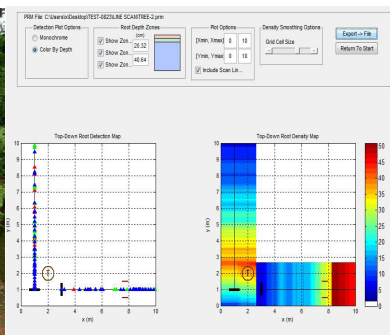 PRM File: C:\Users\xx\Desktop\TEST-0823\LINE SCAN\TREE-2.prm
Detection Plot Options
Monochrome
Color By Depth
Root Depth Zones
(cm)
Show Zon... 20.32
Show Zon... 40.64
Show Zon...
Plot Options
[Xmin, Xmax] 0 10
[Ymin, Ymax] 0 10
Include Scan Lin...
Density Smoothing Options
Grid Cell Size
Export -> File
Return To Start
Top-Down Root Detection Map
10
9
8
7
6
5
4
3
2
1
0
y (m)
T
0 2 4 6 8 10
x (m)
Top-Down Root Density Map
10
9
8
7
6
5
4
3
2
1
0
y (m)
T
0 2 4 6 8 10
x (m)
50
45
40
35
30
25
20
15
10
5
0